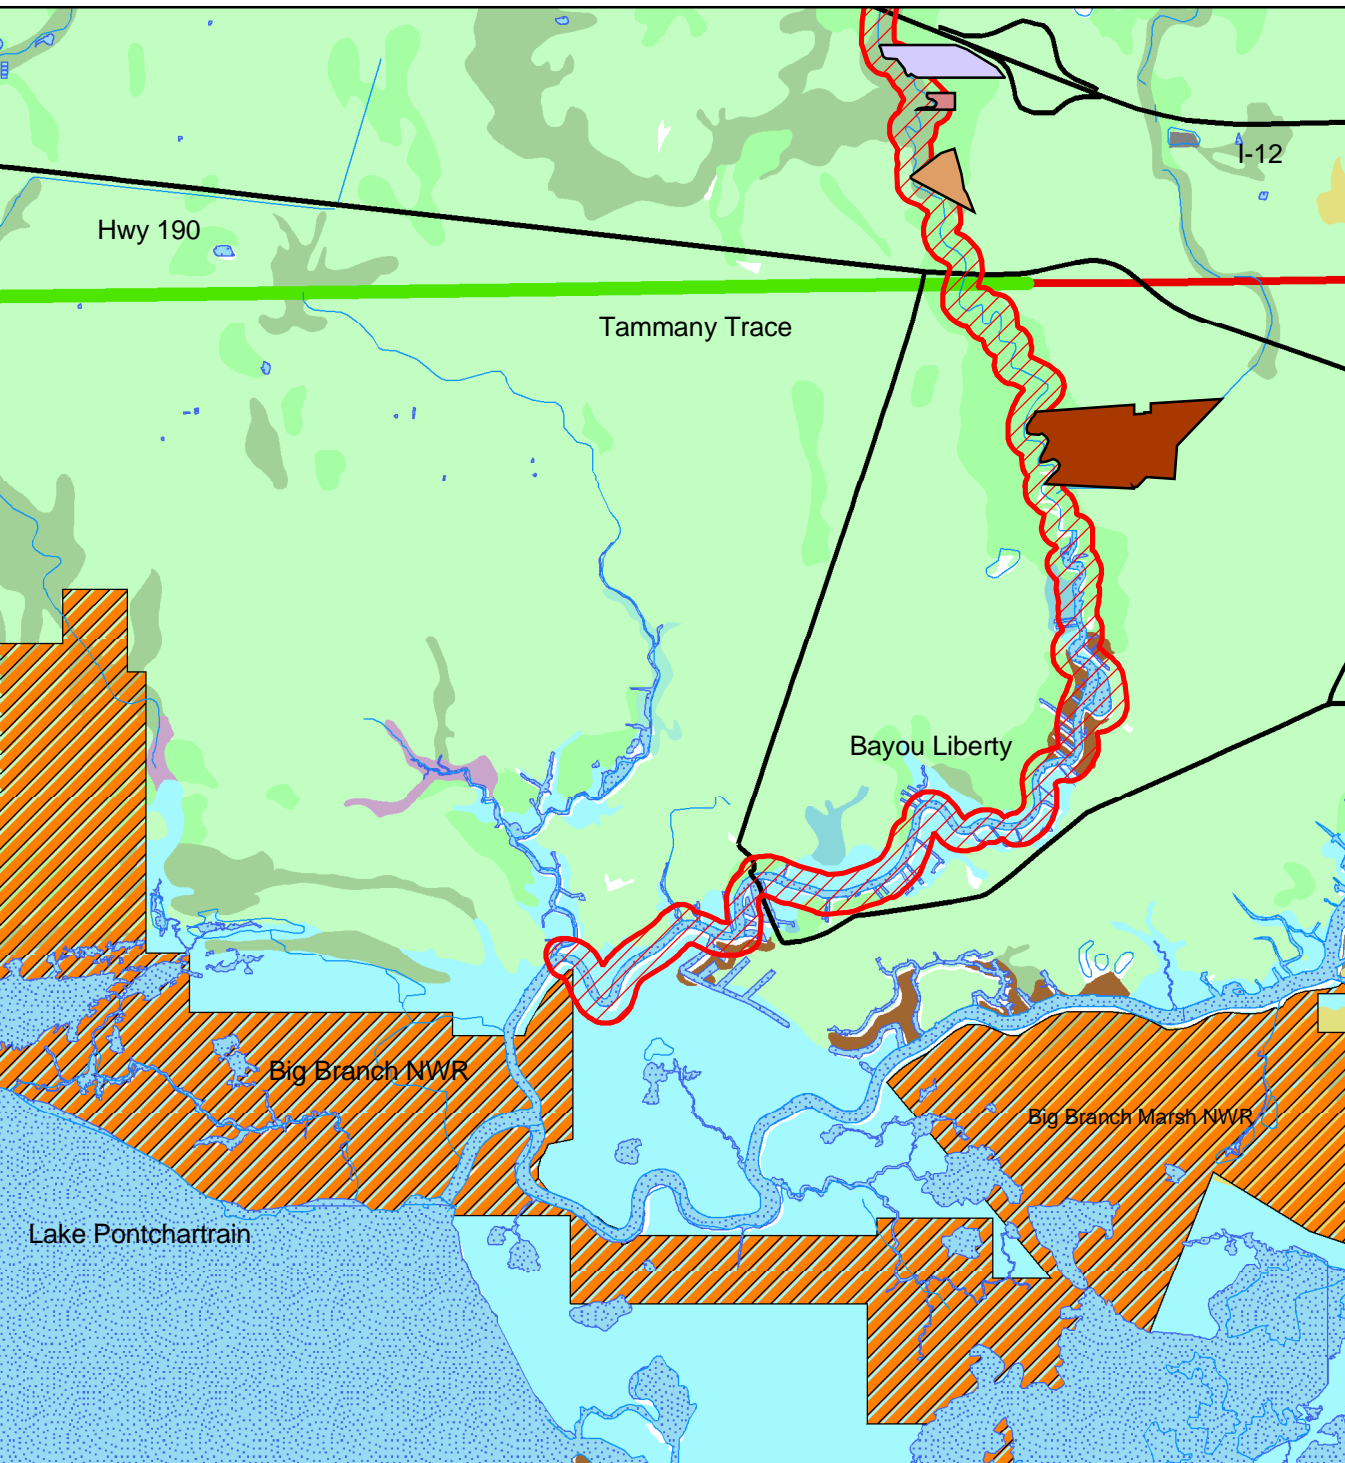 I-12
Hwy 190
Tammany Trace
Bayou Liberty
Big Branch NWR
Big Branch Marsh NWR
Lake Pontchartrain